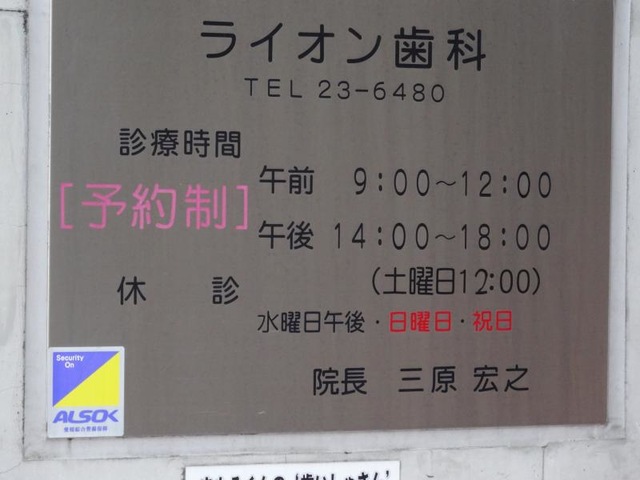 ライオン歯科
TEL 23-6480
診療時間
[予約制]
午前 9:00～12:00
午後 14:00～18:00
(土曜日12:00)
休 診
水曜日午後・日曜日・祝日
院長 三原 宏之
Security
On
ALSOK